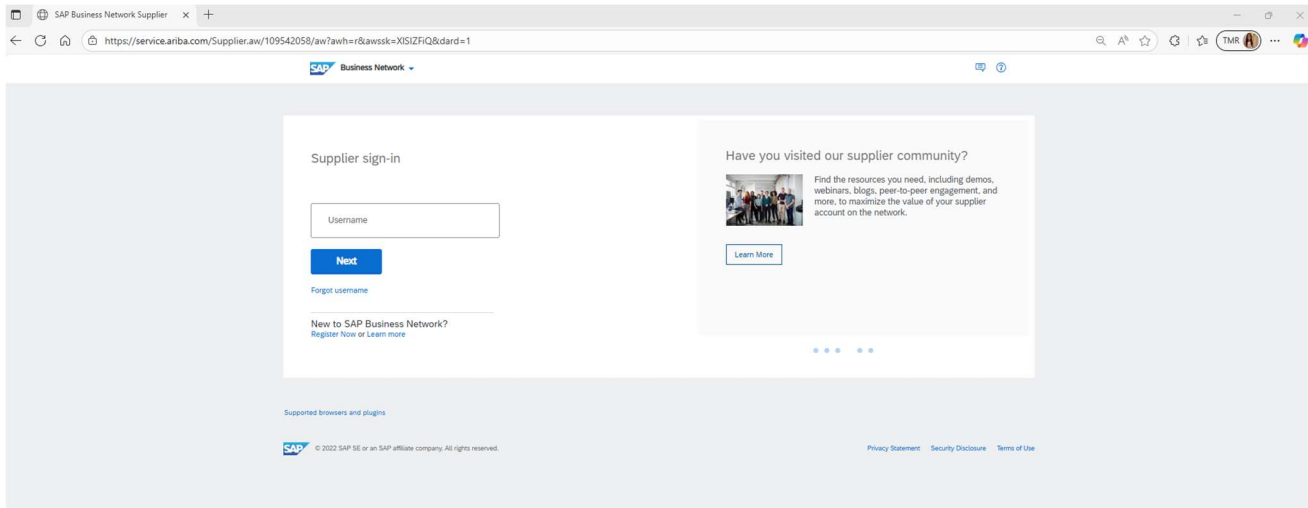 SAP Business Network Supplier
https://service.ariba.com/Supplier.aw/109542058/aw?awh=r&awssk=XISIZFiQ&dard=1
TMR
SAP Business Network
Supplier sign-in
Username
Next
Forgot username
New to SAP Business Network?
Register Now or Learn more
Have you visited our supplier community?
Find the resources you need, including demos,
webinars, blogs, peer-to-peer engagement, and
more, to maximize the value of your supplier
account on the network.
Learn More
Supported browsers and plugins
SAP © 2022 SAP SE or an SAP affiliate company. All rights reserved.
Privacy Statement Security Disclosure Terms of Use